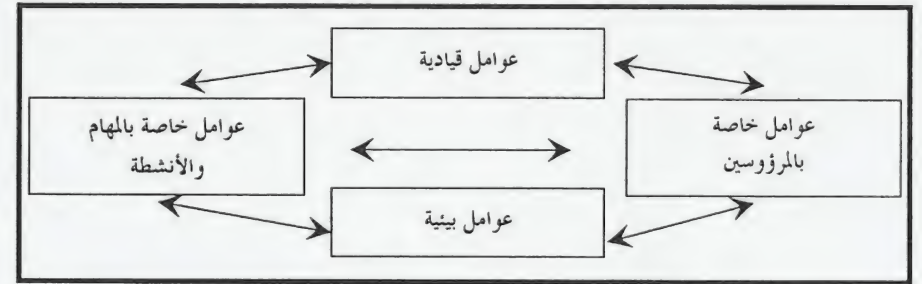 عوامل قيادية
عوامل خاصة
بالمرؤوسين
عوامل خاصة بالمهام
والأنشطة
عوامل بيئية